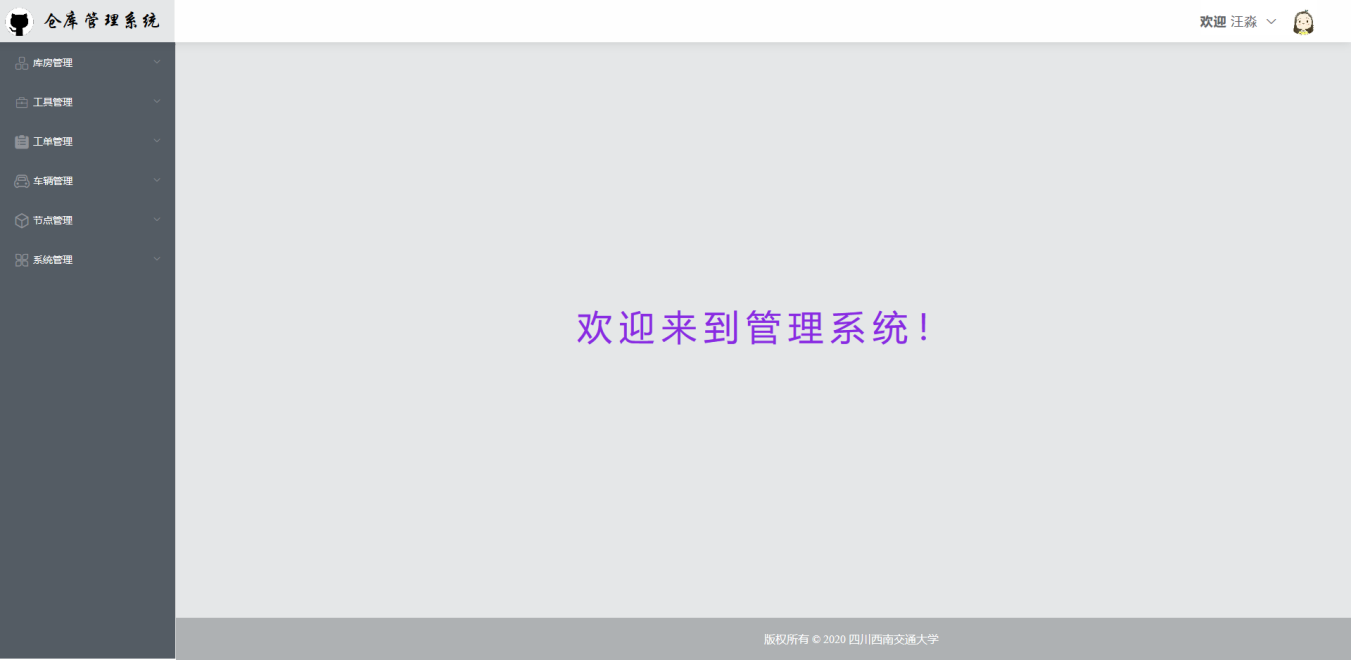 仓库管理系统
欢迎 汪淼
库房管理
工具管理
工单管理
车辆管理
节点管理
系统管理
欢迎来到管理系统!
版权所有 © 2020 四川西南交通大学